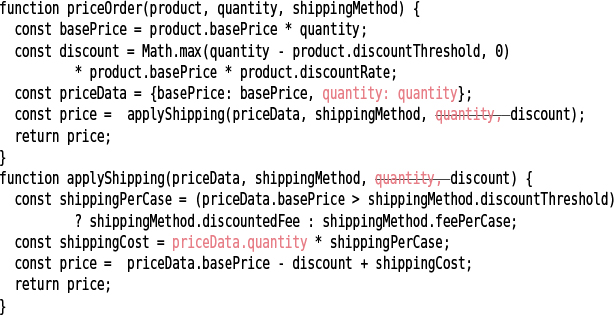 function priceOrder(product, quantity, shippingMethod) {
  const basePrice = product.basePrice * quantity;
  const discount = Math.max(quantity - product.discountThreshold, 0)
          * product.basePrice * product.discountRate;
  const priceData = {basePrice: basePrice, quantity: quantity};
  const price =  applyShipping(priceData, shippingMethod, quantity, discount);
  return price;
}
function applyShipping(priceData, shippingMethod, quantity, discount) {
  const shippingPerCase = (priceData.basePrice > shippingMethod.discountThreshold)
          ? shippingMethod.discountedFee : shippingMethod.feePerCase;
  const shippingCost = priceData.quantity * shippingPerCase;
  const price =  priceData.basePrice - discount + shippingCost;
  return price;
}